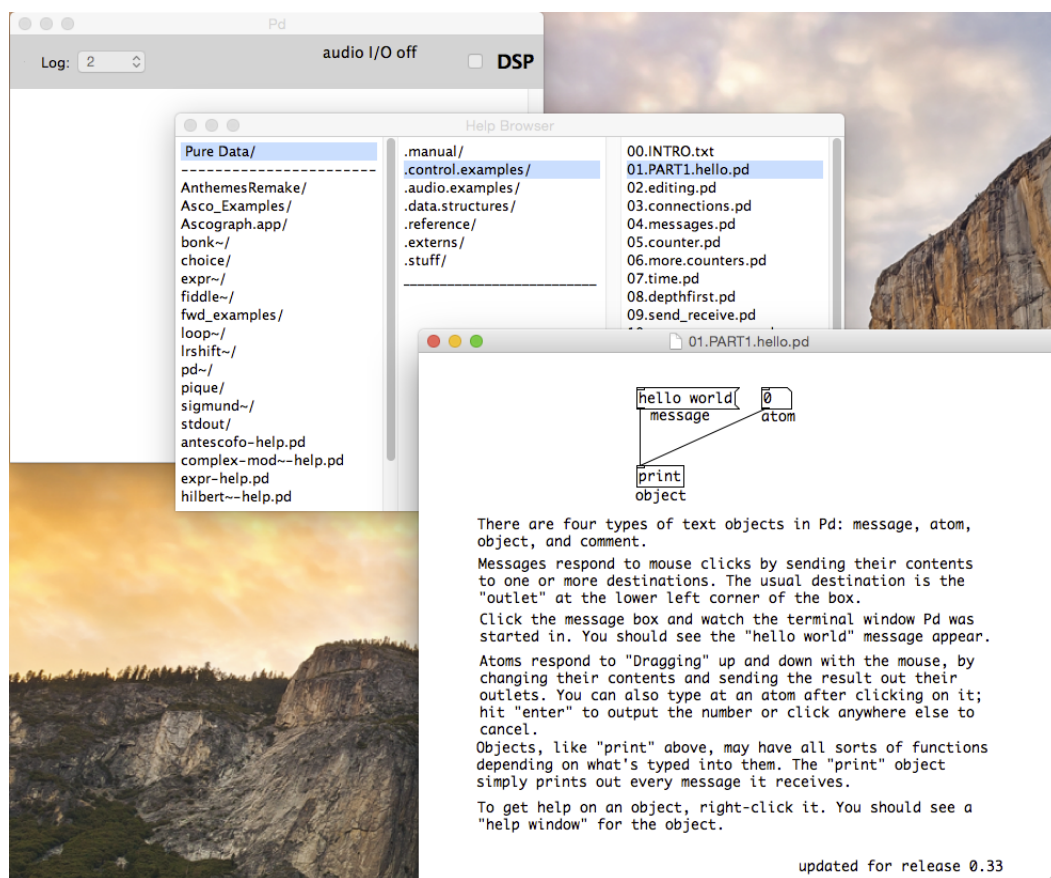 Pd
Log: 2
audio I/O off
DSP
Help Browser
Pure Data/
-----------------------
AnthemesRemake/
Asco_Examples/
Ascograph.app/
bonk~/
choice/
expr~/
fiddle~/
fwd_examples/
loop~/
lrshift~/
pd~/
pique/
sigmund~/
stdout/
antescofo-help.pd
complex-mod~-help.pd
expr-help.pd
hilbert~-help.pd
.manual/
.control.examples/
.audio.examples/
.data.structures/
.reference/
.externs/
.stuff/
___________________________
00.INTRO.txt
01.PART1.hello.pd
02.editing.pd
03.connections.pd
04.messages.pd
05.counter.pd
06.more.counters.pd
07.time.pd
08.depthfirst.pd
09.send_receive.pd
01.PART1.hello.pd
hello world
0
message
atom
print
object
There are four types of text objects in Pd: message, atom,
object, and comment.
Messages respond to mouse clicks by sending their contents
to one or more destinations. The usual destination is the
"outlet" at the lower left corner of the box.
Click the message box and watch the terminal window Pd was
started in. You should see the "hello world" message appear.
Atoms respond to "Dragging" up and down with the mouse, by
changing their contents and sending the result out their
outlets. You can also type at an atom after clicking on it;
hit "enter" to output the number or click anywhere else to
cancel.
Objects, like "print" above, may have all sorts of functions
depending on what's typed into them. The "print" object
simply prints out every message it receives.
To get help on an object, right-click it. You should see a
"help window" for the object.
updated for release 0.33